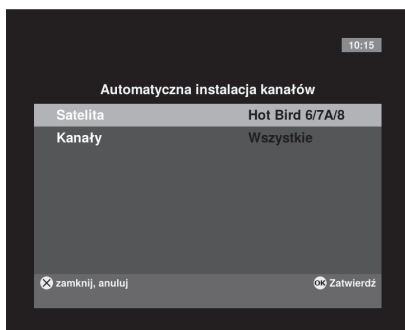 10:15
Automatyczna instalacja kanałów
Satelita Hot Bird 6/7A/8
Kanały Wszystkie
zamknij, anuluj OK Zatwierdź